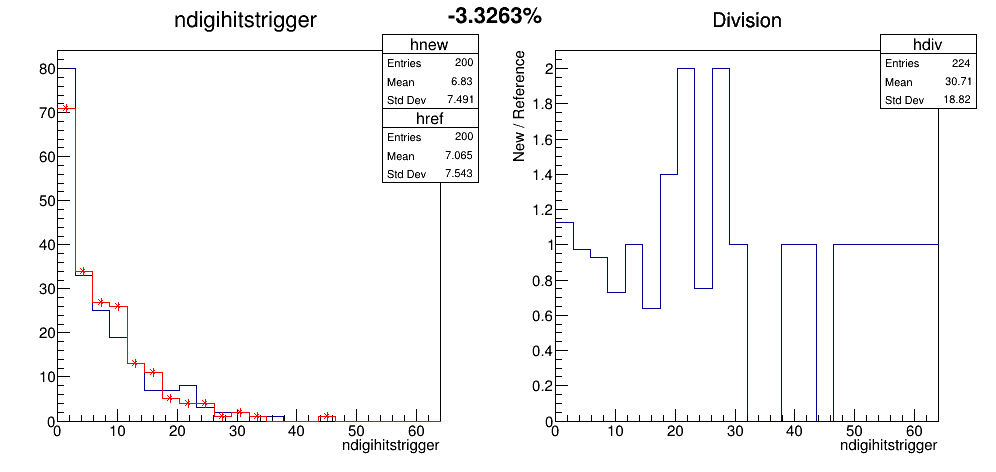 -3.3263%
ndigihitstrigger
hnew
Entries 200
Mean 6.83
Std Dev 7.491
href
Entries 200
Mean 7.065
Std Dev 7.543
80
70
60
50
40
30
20
10
0
0 10 20 30 40 50 60
ndigihitstrigger
Division
hdiv
Entries 224
Mean 30.71
Std Dev 18.82
New / Reference
2
1.8
1.6
1.4
1.2
1
0.8
0.6
0.4
0.2
0
0 10 20 30 40 50 60
ndigihitstrigger